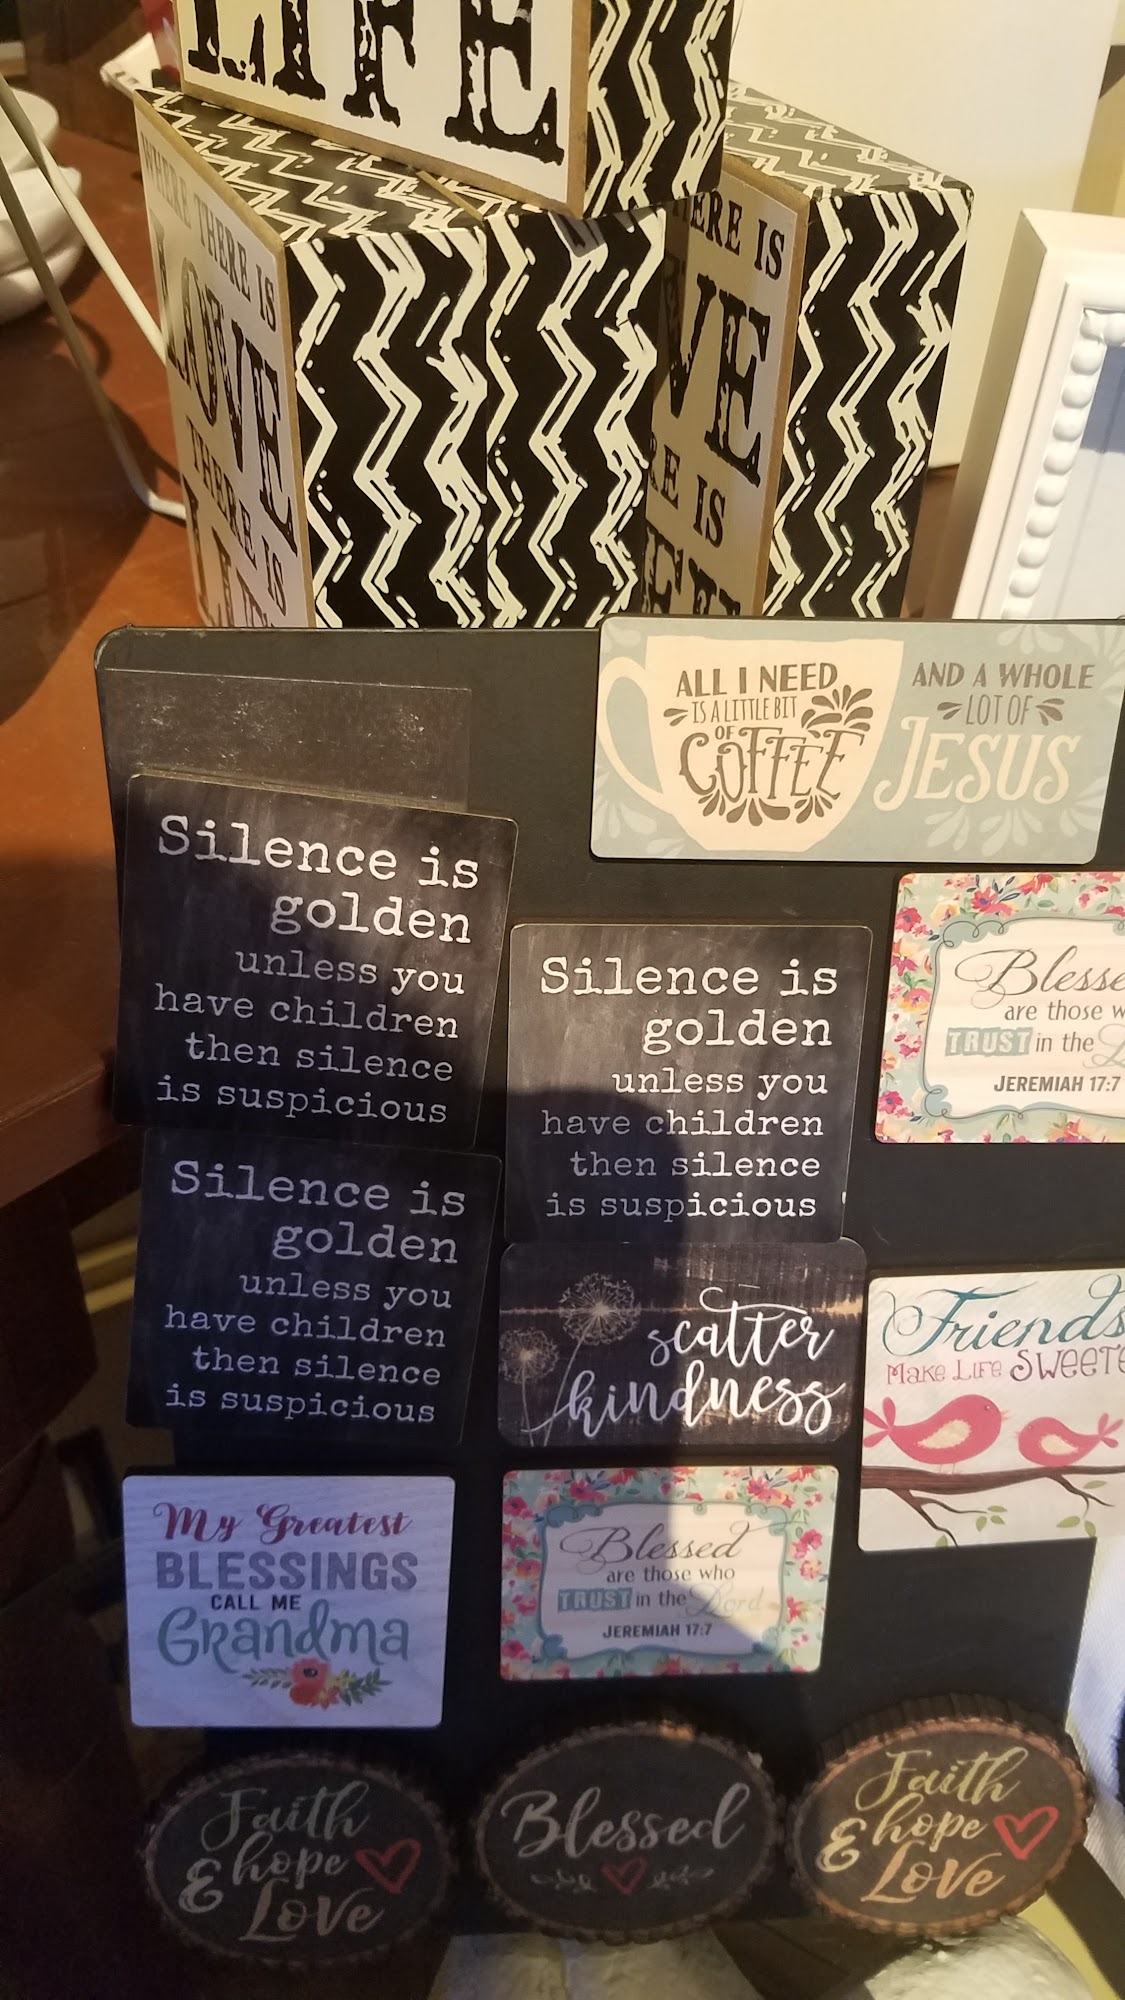 LIFE
WHERE THERE IS
LOVE
THERE IS
HERE IS
VE
RE IS
ALL I NEED
IS A LITTLE BIT
OF
COFFEE
AND A WHOLE
LOT OF
JESUS
Silence is
golden
unless you
have children
then silence
is suspicious
Silence is
golden
unless you
have children
then silence
is suspicious
Blesse
are those w
TRUST in the
JEREMIAH 17:7
Silence is
golden
unless you
have children
then silence
is suspicious
scatter
kindness
Friends
MAKE LIFE SWEETE
My Greatest
BLESSINGS
CALL ME
Grandma
Blessed
are those who
TRUST in the Lord
JEREMIAH 17:7
Faith
& hope
Love
Blessed
Faith
& hope
Love